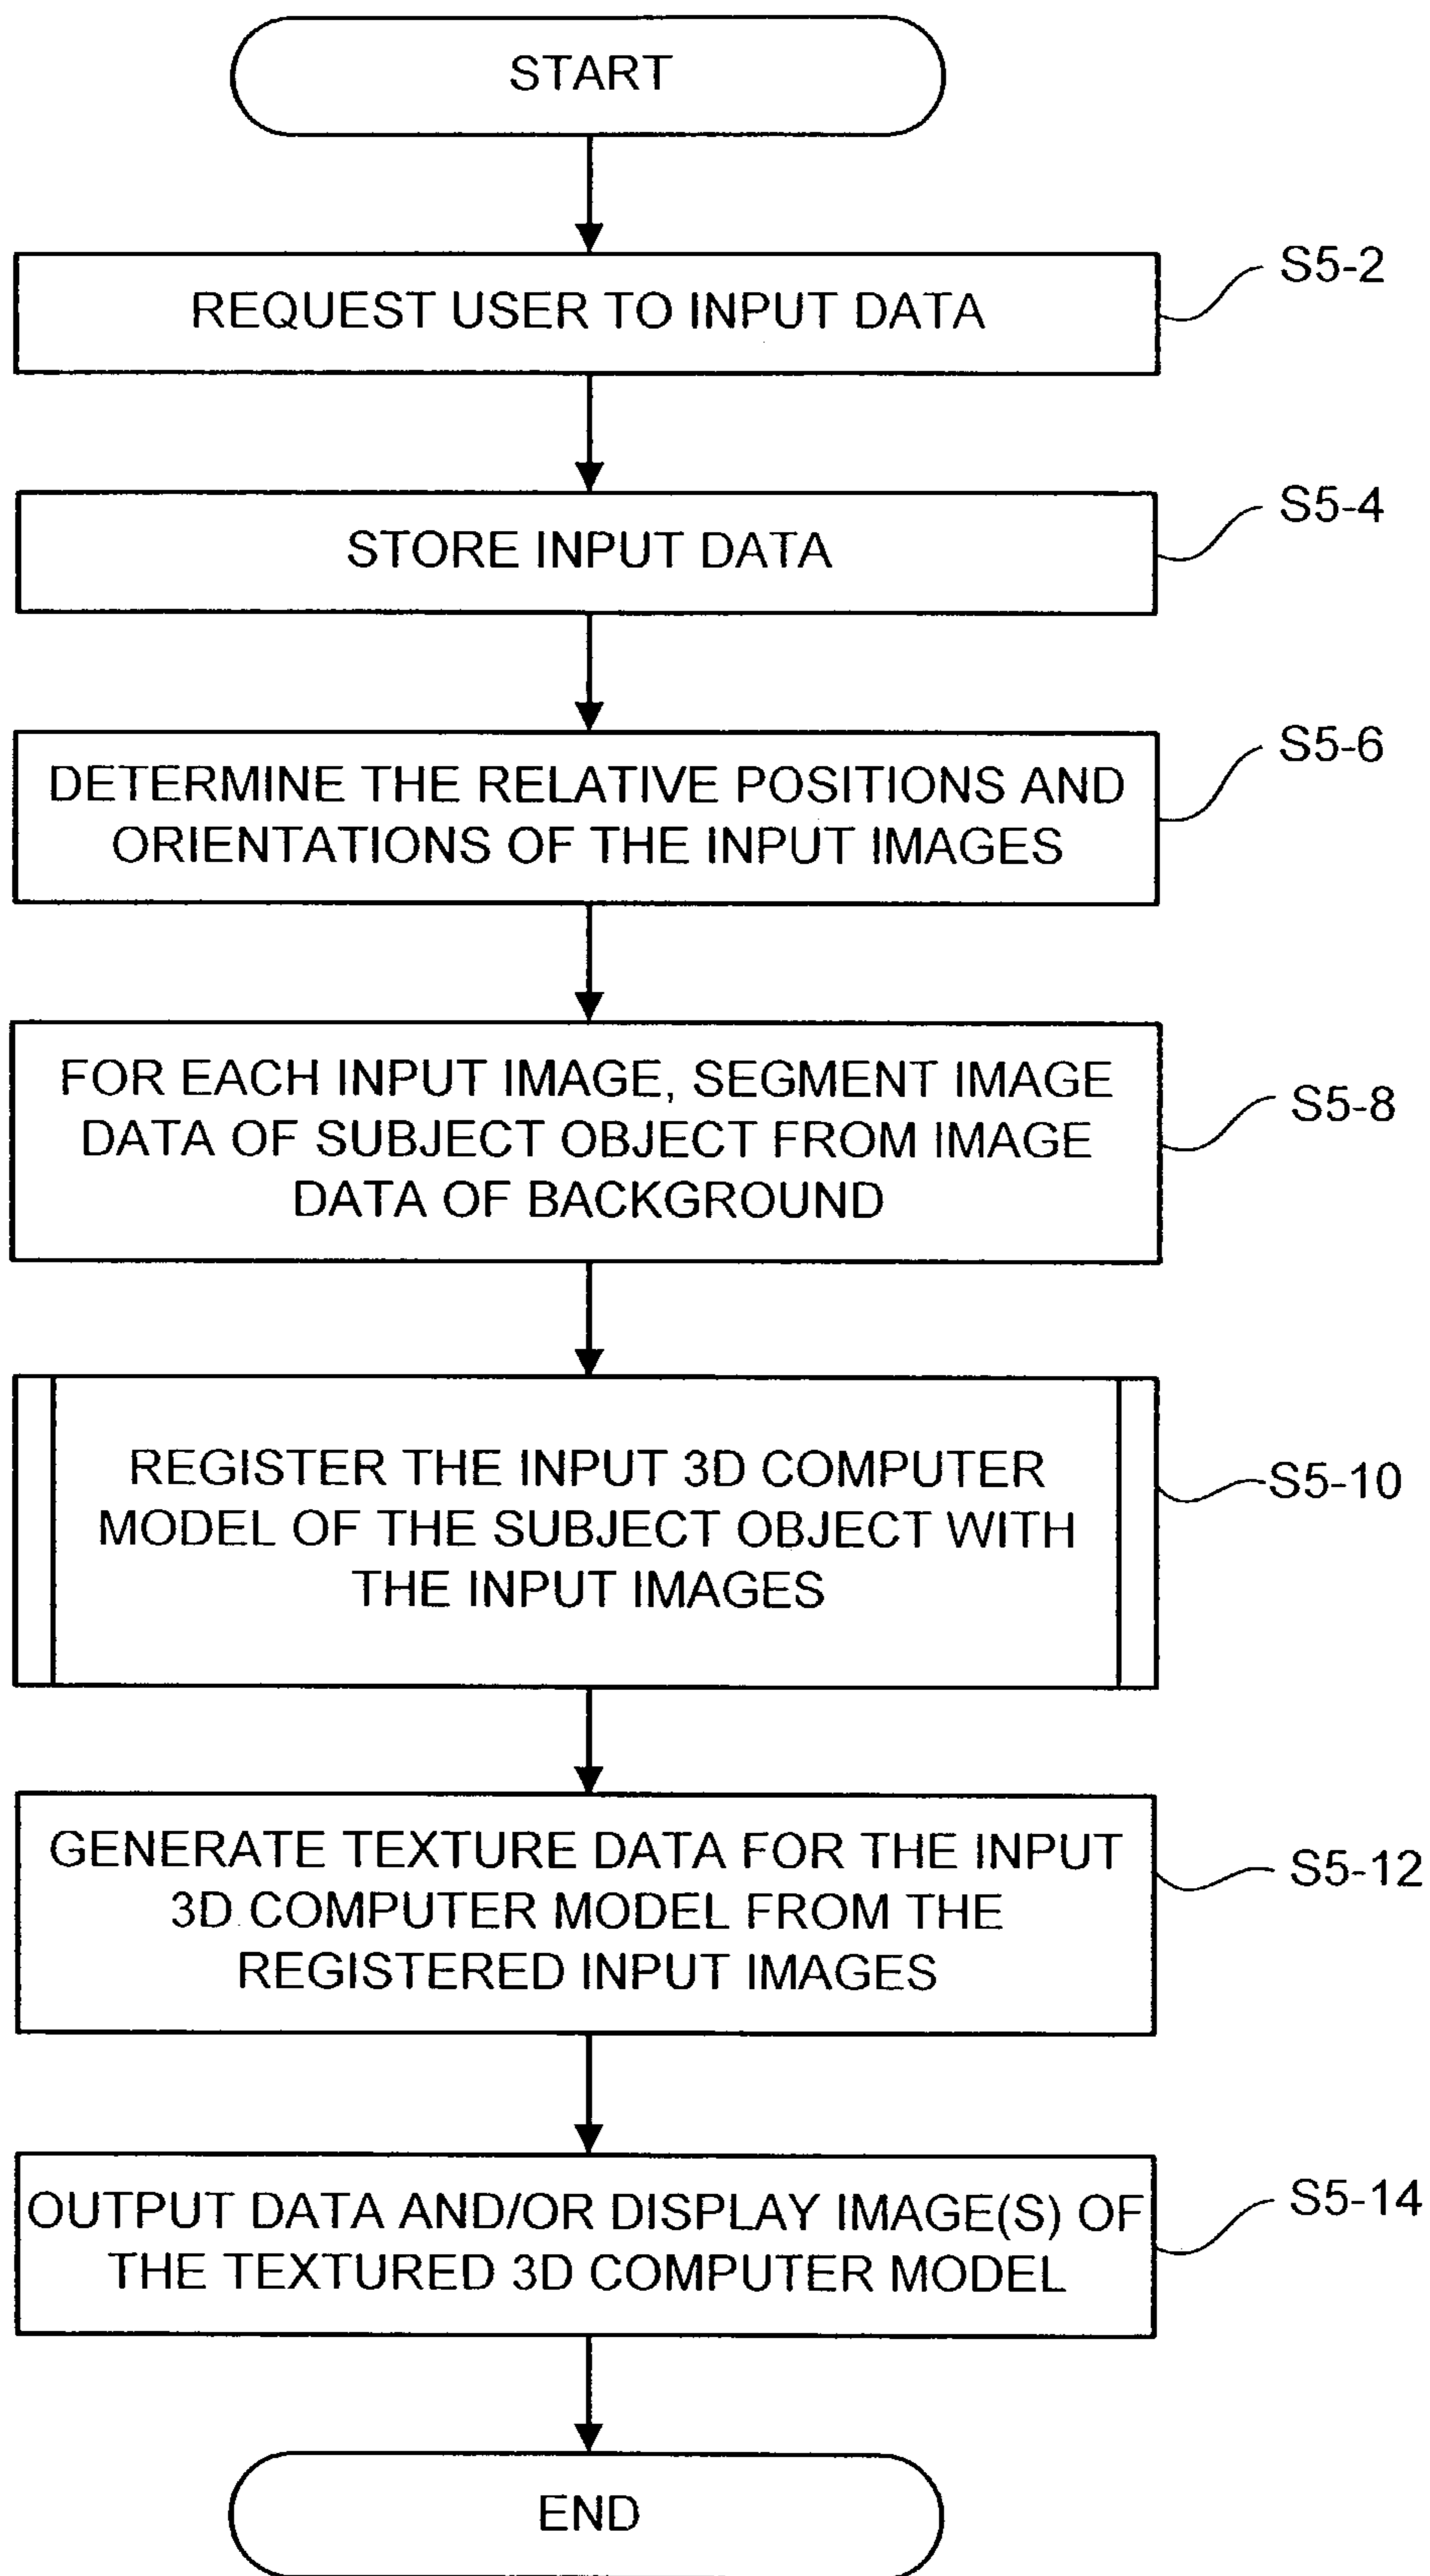 START
REQUEST USER TO INPUT DATA
S5-2
STORE INPUT DATA
S5-4
DETERMINE THE RELATIVE POSITIONS AND
ORIENTATIONS OF THE INPUT IMAGES
S5-6
FOR EACH INPUT IMAGE, SEGMENT IMAGE
DATA OF SUBJECT OBJECT FROM IMAGE
DATA OF BACKGROUND
S5-8
REGISTER THE INPUT 3D COMPUTER
MODEL OF THE SUBJECT OBJECT WITH
THE INPUT IMAGES
S5-10
GENERATE TEXTURE DATA FOR THE INPUT
3D COMPUTER MODEL FROM THE
REGISTERED INPUT IMAGES
S5-12
OUTPUT DATA AND/OR DISPLAY IMAGE(S) OF
THE TEXTURED 3D COMPUTER MODEL
S5-14
END